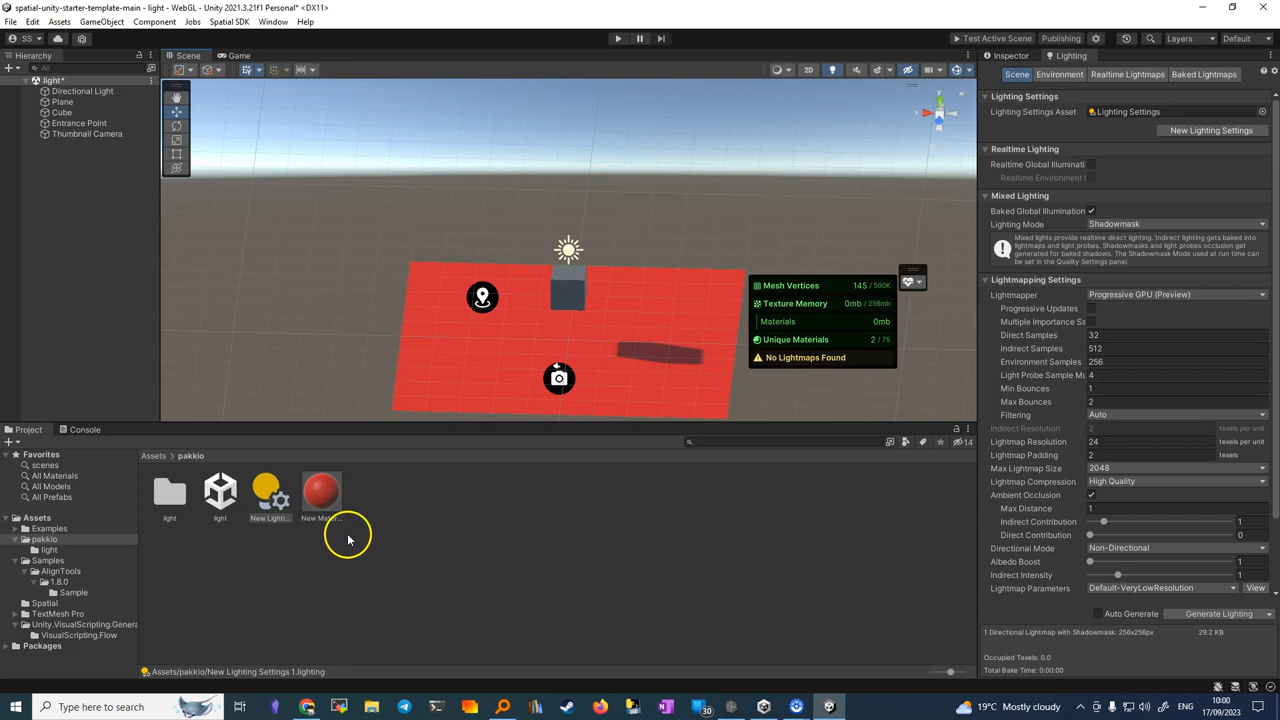 spatial-unity-starter-template-main - light - WebGL - Unity 2021.3.21f1 Personal* <DX11>
File Edit Assets GameObject Component Jobs Spatial SDK Window Help
SS Test Active Scene Publishing Layers Default
Hierarchy Scene Game Inspector Lighting
All 2D Scene Environment Realtime Lightmaps Baked Lightmaps
light*
Directional Light
Plane
Cube
Entrance Point
Thumbnail Camera
y
x
Mesh Vertices 145 / 500K
Texture Memory 0mb / 256mb
Materials 0mb
Unique Materials 2 / 75
No Lightmaps Found
Lighting Settings
Lighting Settings Asset Lighting Settings
New Lighting Settings
Realtime Lighting
Realtime Global Illuminati
Realtime Environment l
Mixed Lighting
Baked Global Illumination
Lighting Mode Shadowmask
Mixed lights provide realtime direct lighting. Indirect lighting gets baked into
lightmaps and light probes. Shadowmasks and light probes occlusion get
generated for baked shadows. The Shadowmask Mode used at run time can
be set in the Quality Settings panel.
Lightmapping Settings
Lightmapper Progressive GPU (Preview)
Progressive Updates
Multiple Importance Sa
Direct Samples 32
Indirect Samples 512
Environment Samples 256
Light Probe Sample Mu 4
Min Bounces 1
Max Bounces 2
Filtering Auto
Indirect Resolution 2 texels per unit
Lightmap Resolution 24 texels per unit
Lightmap Padding 2 texels
Max Lightmap Size 2048
Lightmap Compression High Quality
Ambient Occlusion
Max Distance 1
Indirect Contribution 1
Direct Contribution 0
Directional Mode Non-Directional
Albedo Boost 1
Indirect Intensity 1
Lightmap Parameters Default-VeryLowResolution View
Auto Generate Generate Lighting
1 Directional Lightmap with Shadowmask: 256x256px 29.2 KB
Occupied Texels: 0.0
Total Bake Time: 0:00:00
Project Console
14
Favorites
scenes
All Materials
All Models
All Prefabs
Assets
Examples
pakkio
light
Samples
AlignTools
1.8.0
Sample
Spatial
TextMesh Pro
Unity.VisualScripting.Genera
VisualScripting.Flow
Packages
Assets pakkio
light light New Lighti... New Mater...
Assets/pakkio/New Lighting Settings 1.lighting
Type here to search
30
19°C Mostly cloudy
10:00
17/09/2023